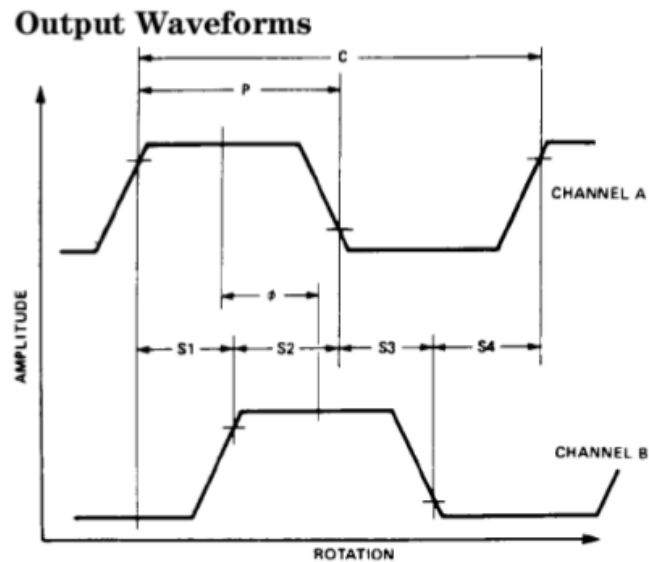 Output Waveforms
C
P
CHANNEL A
ϕ
S1 S2 S3 S4
AMPLITUDE
CHANNEL B
ROTATION